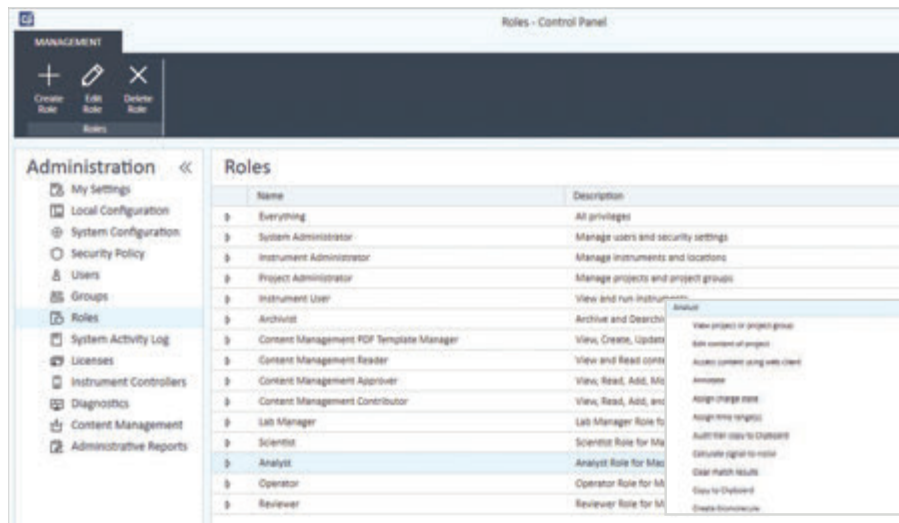 Roles - Control Panel
MANAGEMENT
Create Role
Edit Role
Delete Role
Roles
Administration «
My Settings
Local Configuration
System Configuration
Security Policy
Users
Groups
Roles
System Activity Log
Licenses
Instrument Controllers
Diagnostics
Content Management
Administrative Reports
Roles
Name Description
Everything All privileges
System Administrator Manage users and security settings
Instrument Administrator Manage instruments and locations
Project Administrator Manage projects and project groups
Instrument User View and run instruments
Archivist Archive and Dearchi
Content Management PDF Template Manager View, Create, Update
Content Management Reader View and Read conte
Content Management Approver View, Read, Add, Mo
Content Management Contributor View, Read, Add, and
Lab Manager Lab Manager Role fo
Scientist Scientist Role for Ma
Analyst Analyst Role for Mas
Operator Operator Role for M
Reviewer Reviewer Role for M
Analyst
View project or project group
Edit content of project
Access content using web client
Annotate
Assign charge state
Assign time range(s)
Audit trail copy to Clipboard
Calculate signal-to-noise
Clear match results
Copy to Clipboard
Create biomolecule